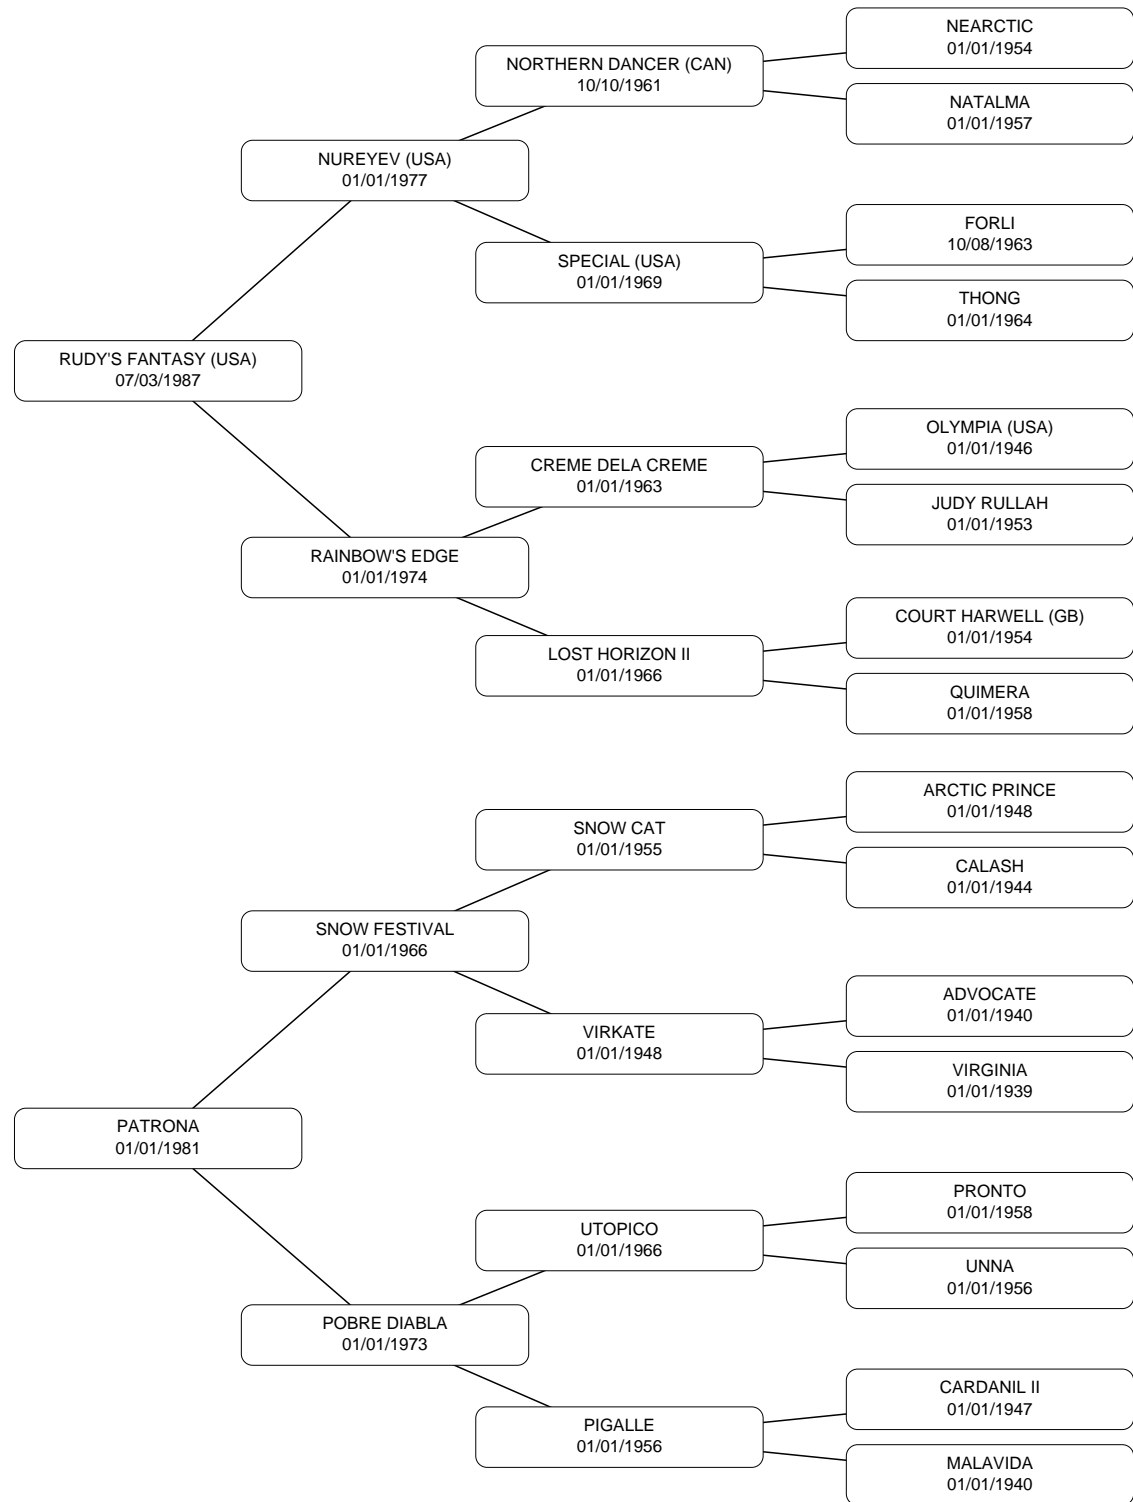 NEARCTIC
01/01/1954
NORTHERN DANCER (CAN)
10/10/1961
NATALMA
01/01/1957
NUREYEV (USA)
01/01/1977
FORLI
10/08/1963
SPECIAL (USA)
01/01/1969
THONG
01/01/1964
RUDY'S FANTASY (USA)
07/03/1987
OLYMPIA (USA)
01/01/1946
CREME DELA CREME
01/01/1963
JUDY RULLAH
01/01/1953
RAINBOW'S EDGE
01/01/1974
COURT HARWELL (GB)
01/01/1954
LOST HORIZON II
01/01/1966
QUIMERA
01/01/1958
ARCTIC PRINCE
01/01/1948
SNOW CAT
01/01/1955
CALASH
01/01/1944
SNOW FESTIVAL
01/01/1966
ADVOCATE
01/01/1940
VIRKATE
01/01/1948
VIRGINIA
01/01/1939
PATRONA
01/01/1981
PRONTO
01/01/1958
UTOPICO
01/01/1966
UNNA
01/01/1956
POBRE DIABLA
01/01/1973
CARDANIL II
01/01/1947
PIGALLE
01/01/1956
MALAVIDA
01/01/1940